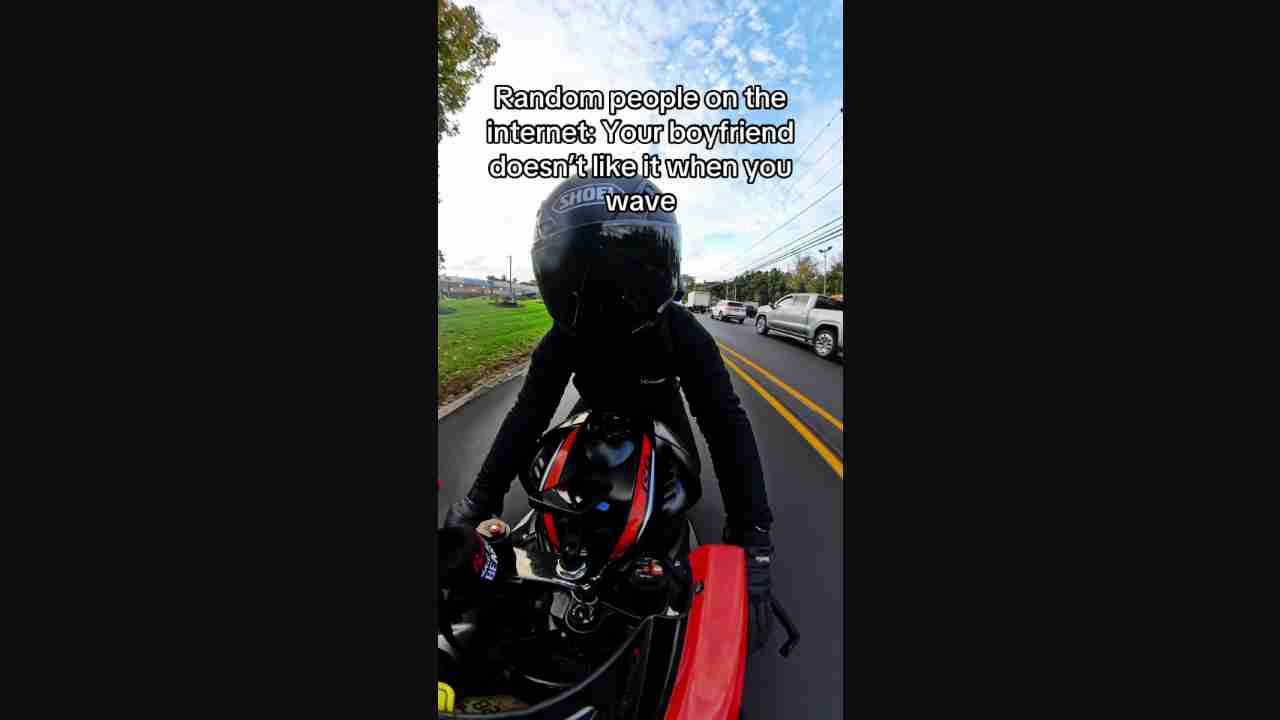 Random people on the
internet: Your boyfriend
doesn't like it when you
wave
SHOEI